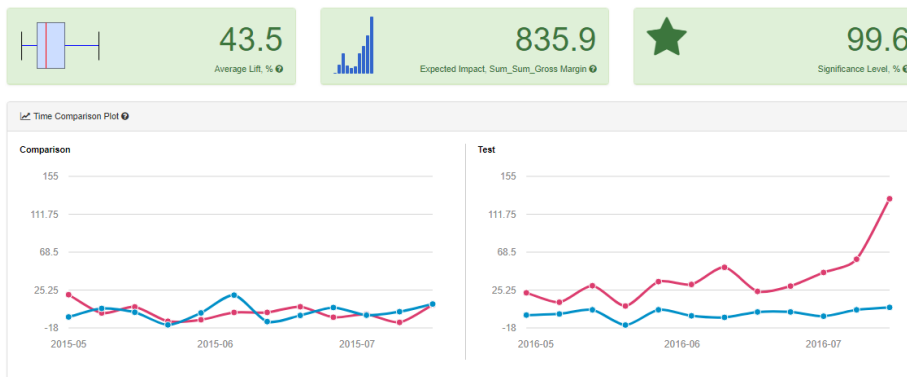 43.5
Average Lift, %
835.9
Expected Impact, Sum_Sum_Gross Margin
99.6
Significance Level, %
Time Comparison Plot
Comparison
155
111.75
68.5
25.25
-18
2015-05 2015-06 2015-07
Test
155
111.75
68.5
25.25
-18
2016-05 2016-06 2016-07